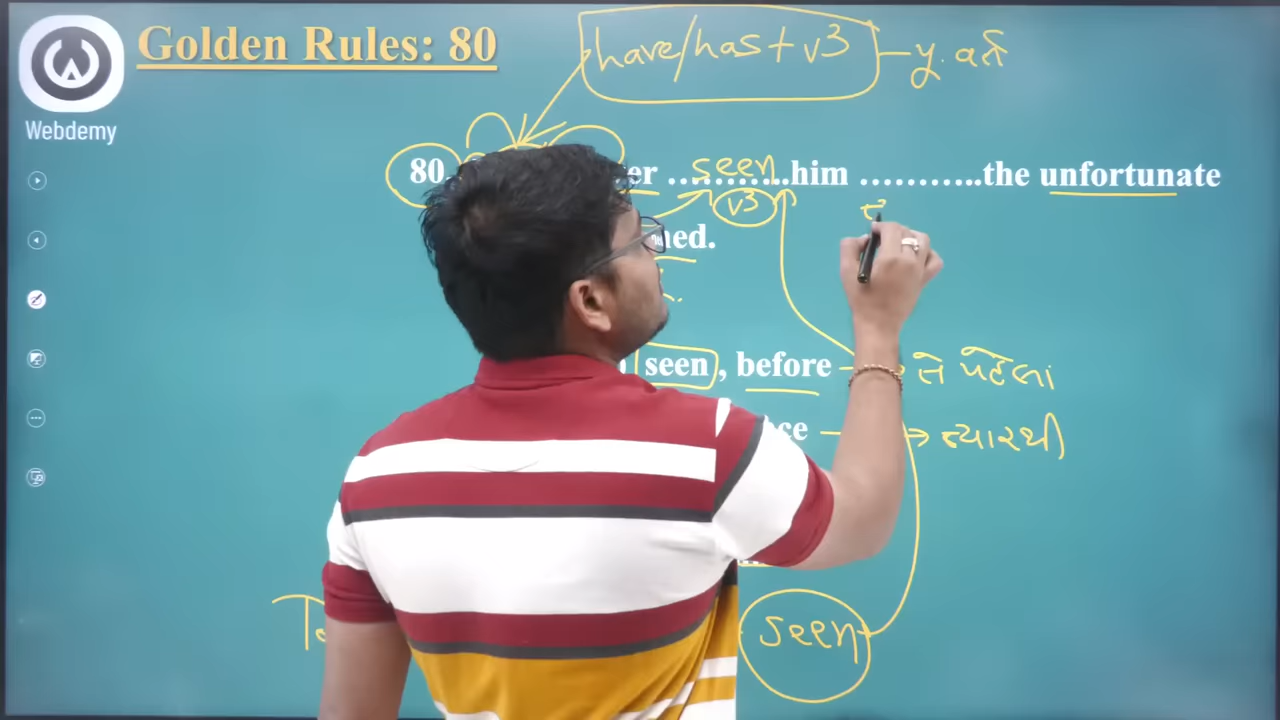 Golden Rules: 80
have/has + v3 – પૂ. વર્ત
Webdemy
80. er ............him ............the unfortunate
seen
v3
ned.
seen , before → તે પહેલાં
ce → ત્યારથી
seen